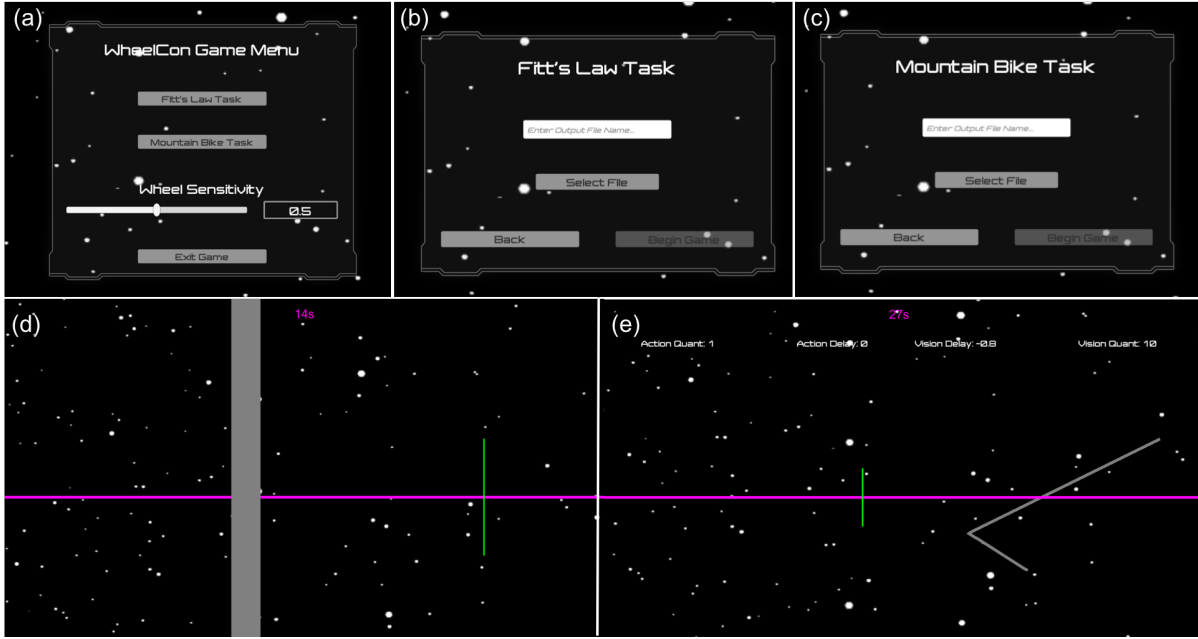 (a)
WheelCon Game Menu
Fitt's Law Task
Mountain Bike Task
Wheel Sensitivity
0.5
Exit Game
(b)
Fitt's Law Task
Enter Output File Name...
Select File
Back
Begin Game
(c)
Mountain Bike Task
Enter Output File Name...
Select File
Back
Begin Game
(d)
14s
(e)
27s
Action Quant: 1
Action Delay: 0
Vision Delay: -0.8
Vision Quant: 10